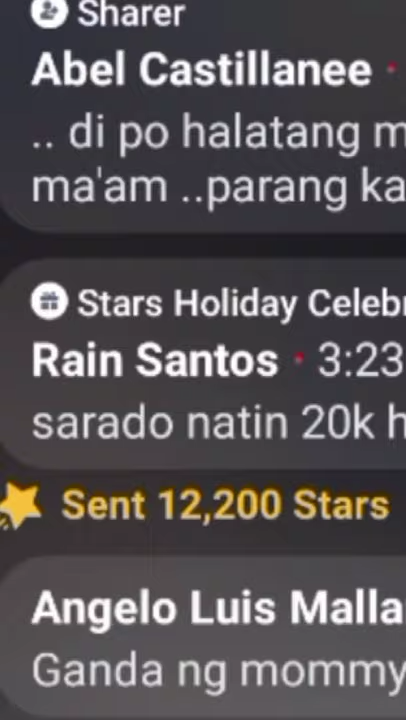 Sharer
Abel Castillanee ·
.. di po halatang
ma'am ..parang
Stars Holiday
Rain Santos · 3:23
sarado natin 20k
Sent 12,200 Stars
Angelo Luis
Ganda ng mommy